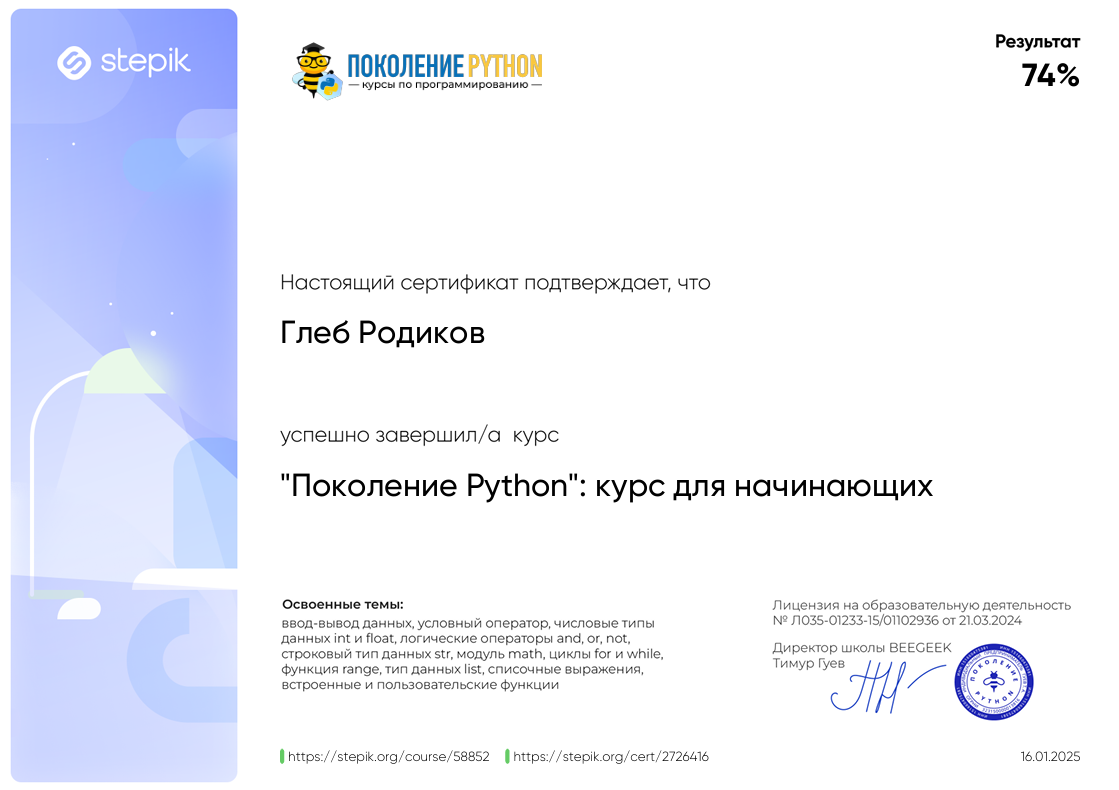 stepik
ПОКОЛЕНИЕ PYTHON
— курсы по программированию —
Результат
74%
Настоящий сертификат подтверждает, что
Глеб Родиков
успешно завершил/а курс
"Поколение Python": курс для начинающих
Освоенные темы:
ввод-вывод данных, условный оператор, числовые типы
данных int и float, логические операторы and, or, not,
строковый тип данных str, модуль math, циклы for и while,
функция range, тип данных list, списочные выражения,
встроенные и пользовательские функции
Лицензия на образовательную деятельность
№ Л035-01233-15/01102936 от 21.03.2024
Директор школы BEEGEEK
Тимур Гуев
ПОКОЛЕНИЕ
PYTHON
https://stepik.org/course/58852
https://stepik.org/cert/2726416
16.01.2025